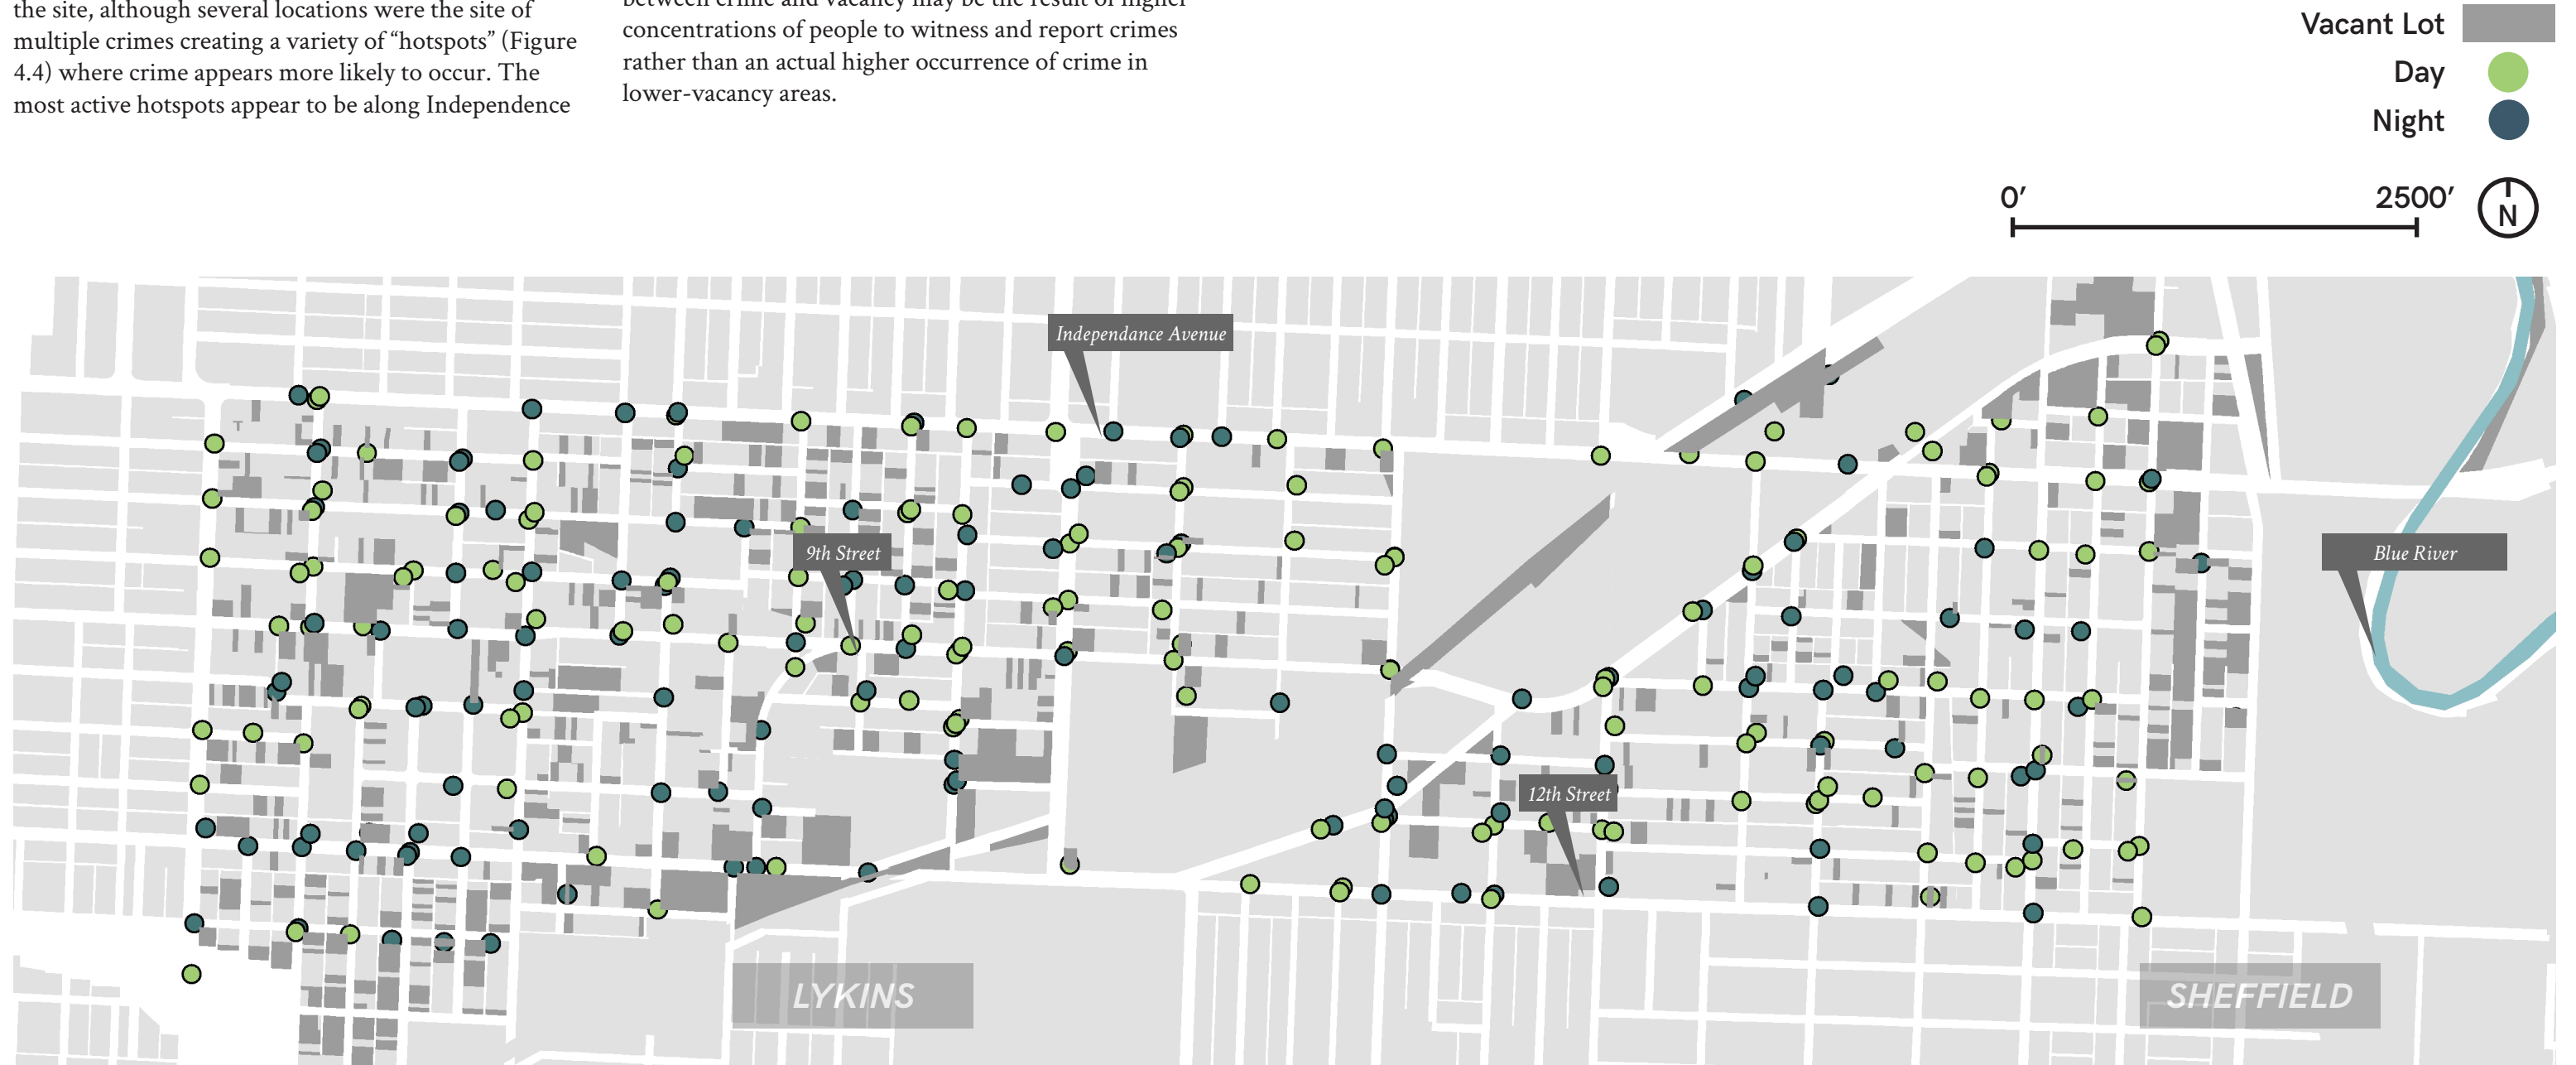 the site, although several locations were the site of
multiple crimes creating a variety of “hotspots” (Figure
4.4) where crime appears more likely to occur. The
most active hotspots appear to be along Independence
between crime and vacancy may be the result of higher
concentrations of people to witness and report crimes
rather than an actual higher occurrence of crime in
lower-vacancy areas.
Vacant Lot
Day
Night
0’ 2500’
N
Independance Avenue
9th Street
Blue River
12th Street
LYKINS
SHEFFIELD